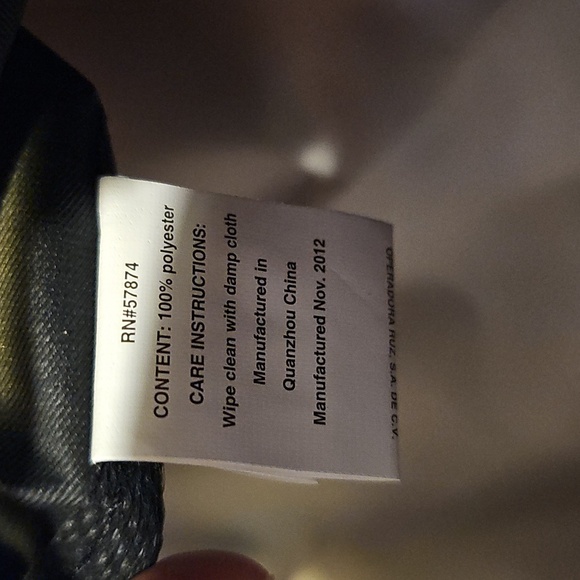 RN#57874
CONTENT: 100% polyester
CARE INSTRUCTIONS:
Wipe clean with damp cloth
Manufactured in
Quanzhou China
Manufactured Nov. 2012
OPERADORA RUZ, S.A. DE C.V.